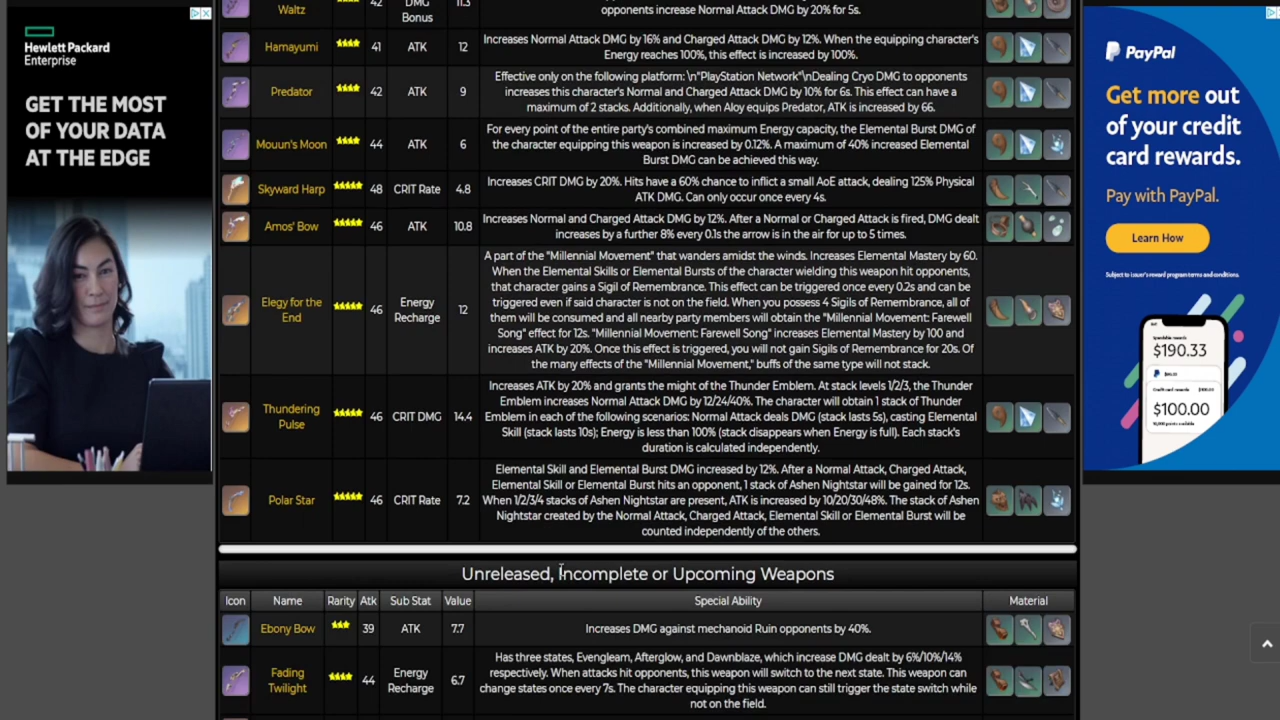 Hewlett Packard
Enterprise
GET THE MOST
OF YOUR DATA
AT THE EDGE
Waltz
42
DMG
Bonus
11.3
opponents increase Normal Attack DMG by 20% for 5s.
Hamayumi
41
ATK
12
Increases Normal Attack DMG by 16% and Charged Attack DMG by 12%. When the equipping character's
Energy reaches 100%, this effect is increased by 100%.
Predator
42
ATK
9
Effective only on the following platform: \n"PlayStation Network"\nDealing Cryo DMG to opponents
increases this character's Normal and Charged Attack DMG by 10% for 6s. This effect can have a
maximum of 2 stacks. Additionally, when Aloy equips Predator, ATK is increased by 66.
Mouun's Moon
44
ATK
6
For every point of the entire party's combined maximum Energy capacity, the Elemental Burst DMG of
the character equipping this weapon is increased by 0.12%. A maximum of 40% increased Elemental
Burst DMG can be achieved this way.
Skyward Harp
48
CRIT Rate
4.8
Increases CRIT DMG by 20%. Hits have a 60% chance to inflict a small AoE attack, dealing 125% Physical
ATK DMG. Can only occur once every 4s.
Amos' Bow
46
ATK
10.8
Increases Normal and Charged Attack DMG by 12%. After a Normal or Charged Attack is fired, DMG dealt
increases by a further 8% every 0.1s the arrow is in the air for up to 5 times.
Elegy for the
End
46
Energy
Recharge
12
A part of the "Millennial Movement" that wanders amidst the winds. Increases Elemental Mastery by 60.
When the Elemental Skills or Elemental Bursts of the character wielding this weapon hit opponents,
that character gains a Sigil of Remembrance. This effect can be triggered once every 0.2s and can be
triggered even if said character is not on the field. When you possess 4 Sigils of Remembrance, all of
them will be consumed and all nearby party members will obtain the "Millennial Movement: Farewell
Song" effect for 12s. "Millennial Movement: Farewell Song" increases Elemental Mastery by 100 and
increases ATK by 20%. Once this effect is triggered, you will not gain Sigils of Remembrance for 20s. Of
the many effects of the "Millennial Movement," buffs of the same type will not stack.
Thundering
Pulse
46
CRIT DMG
14.4
Increases ATK by 20% and grants the might of the Thunder Emblem. At stack levels 1/2/3, the Thunder
Emblem increases Normal Attack DMG by 12/24/40%. The character will obtain 1 stack of Thunder
Emblem in each of the following scenarios: Normal Attack deals DMG (stack lasts 5s), casting Elemental
Skill (stack lasts 10s); Energy is less than 100% (stack disappears when Energy is full). Each stack's
duration is calculated independently.
Polar Star
46
CRIT Rate
7.2
Elemental Skill and Elemental Burst DMG increased by 12%. After a Normal Attack, Charged Attack,
Elemental Skill or Elemental Burst hits an opponent, 1 stack of Ashen Nightstar will be gained for 12s.
When 1/2/3/4 stacks of Ashen Nightstar are present, ATK is increased by 10/20/30/48%. The stack of Ashen
Nightstar created by the Normal Attack, Charged Attack, Elemental Skill or Elemental Burst will be
counted independently of the others.
Unreleased, Incomplete or Upcoming Weapons
Icon Name Rarity Atk Sub Stat Value Special Ability Material
Ebony Bow
39
ATK
7.7
Increases DMG against mechanoid Ruin opponents by 40%.
Fading
Twilight
44
Energy
Recharge
6.7
Has three states, Evengleam, Afterglow, and Dawnblaze, which increase DMG dealt by 6%/10%/14%
respectively. When attacks hit opponents, this weapon will switch to the next state. This weapon can
change states once every 7s. The character equipping this weapon can still trigger the state switch while
not on the field.
PayPal
Get more out
of your credit
card rewards.
Pay with PayPal.
Learn How
Subject to issuer's reward program terms and conditions.
$190.33
$100.00